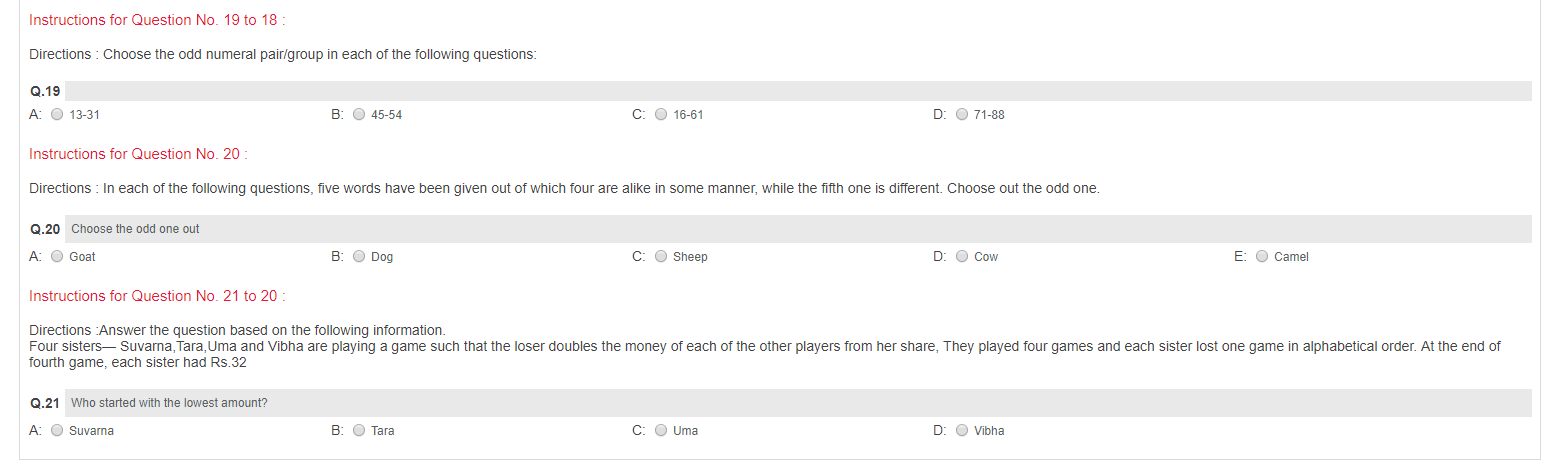 Instructions for Question No. 19 to 18 :
Directions : Choose the odd numeral pair/group in each of the following questions:
Q.19
A: 13-31 B: 45-54 C: 16-61 D: 71-88
Instructions for Question No. 20 :
Directions : In each of the following questions, five words have been given out of which four are alike in some manner, while the fifth one is different. Choose out the odd one.
Q.20 Choose the odd one out
A: Goat B: Dog C: Sheep D: Cow E: Camel
Instructions for Question No. 21 to 20 :
Directions :Answer the question based on the following information.
Four sisters— Suvarna,Tara,Uma and Vibha are playing a game such that the loser doubles the money of each of the other players from her share, They played four games and each sister lost one game in alphabetical order. At the end of
fourth game, each sister had Rs.32
Q.21 Who started with the lowest amount?
A: Suvarna B: Tara C: Uma D: Vibha